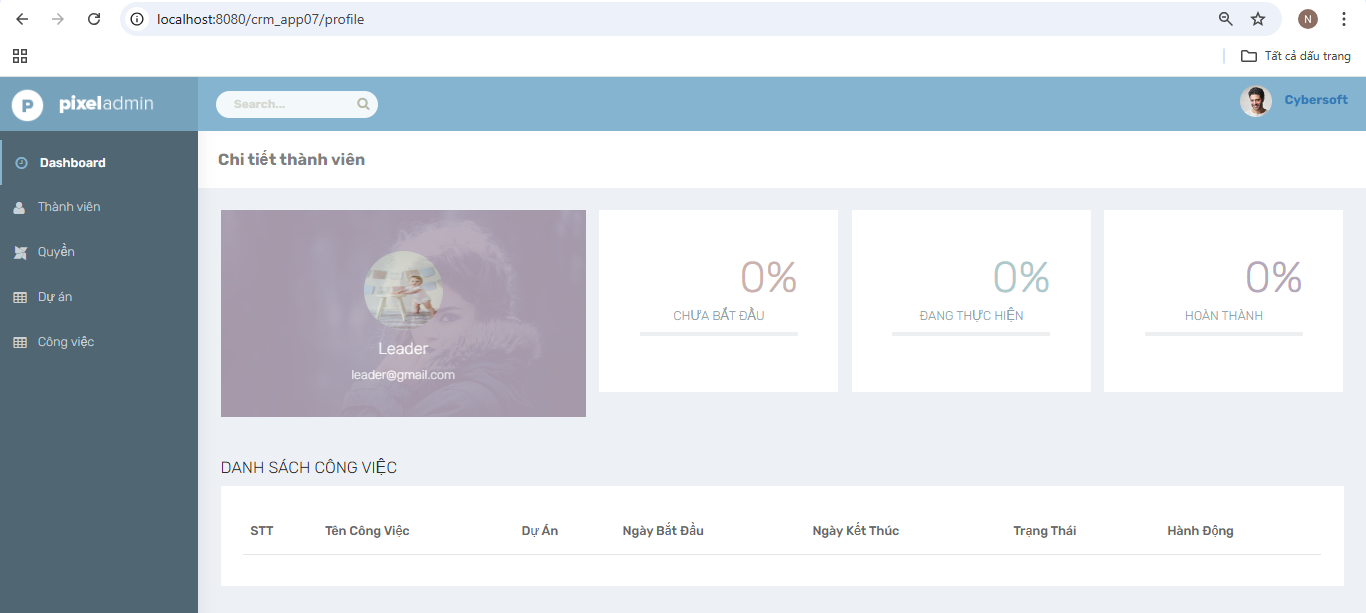 localhost:8080/crm_app07/profile
N
Tất cả dấu trang
P pixeladmin
Search...
Cybersoft
Dashboard
Thành viên
Quyền
Dự án
Công việc
Chi tiết thành viên
Leader
leader@gmail.com
0%
CHƯA BẮT ĐẦU
0%
ĐANG THỰC HIỆN
0%
HOÀN THÀNH
DANH SÁCH CÔNG VIỆC
STT Tên Công Việc Dự Án Ngày Bắt Đầu Ngày Kết Thúc Trạng Thái Hành Động